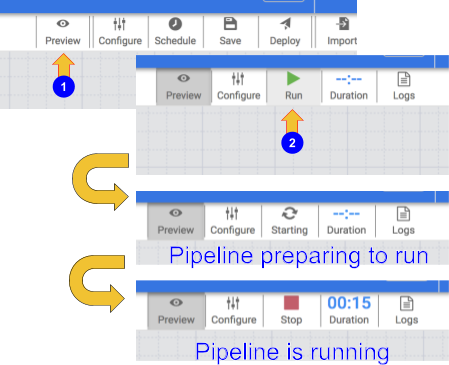 Preview Configure Schedule Save Deploy Import
1
Preview Configure Run --:-- Duration Logs
2
Preview Configure Starting --:-- Duration Logs
Pipeline preparing to run
Preview Configure Stop 00:15 Duration Logs
Pipeline is running